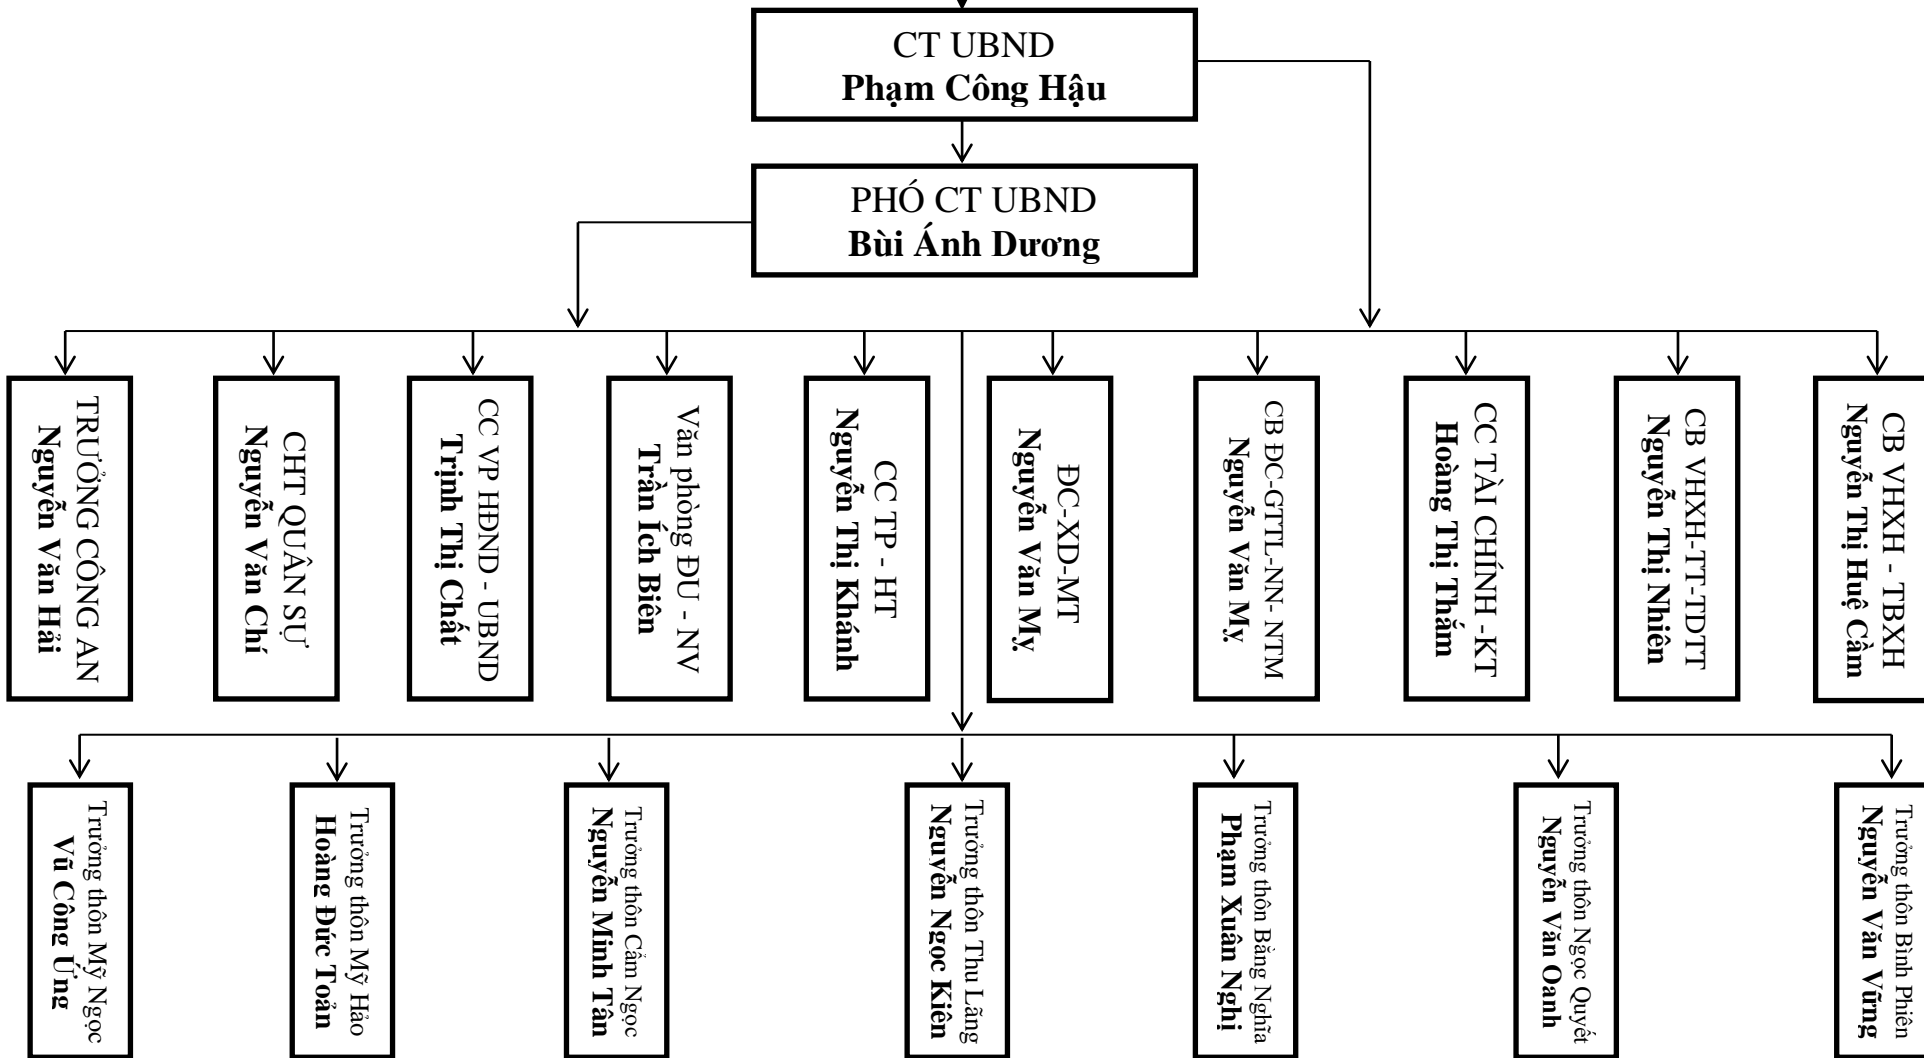 CT UBND
Phạm Công Hậu
PHÓ CT UBND
Bùi Ánh Dương
TRƯỞNG CÔNG AN
Nguyễn Văn Hải
CHT QUÂN SỰ
Nguyễn Văn Chí
CC VP HĐND - UBND
Trịnh Thị Chất
Văn phòng ĐU - NV
Trần Ích Biên
CC TP - HT
Nguyễn Thị Khánh
ĐC-XD-MT
Nguyễn Văn Mỵ
CB ĐC-GTTL-NN- NTM
Nguyễn Văn Mỵ
CC TÀI CHÍNH -KT
Hoàng Thị Thắm
CB VHXH-TT-TDTT
Nguyễn Thị Nhiên
CB VHXH - TBXH
Nguyễn Thị Huệ Cầm
Trưởng thôn Mỹ Ngọc
Vũ Công Ứng
Trưởng thôn Mỹ Hảo
Hoàng Đức Toản
Trưởng thôn Cẩm Ngọc
Nguyễn Minh Tân
Trưởng thôn Thu Lãng
Nguyễn Ngọc Kiên
Trưởng thôn Bằng Nghĩa
Phạm Xuân Nghị
Trưởng thôn Ngọc Quyết
Nguyễn Văn Oanh
Trưởng thôn Bình Phiên
Nguyễn Văn Vững